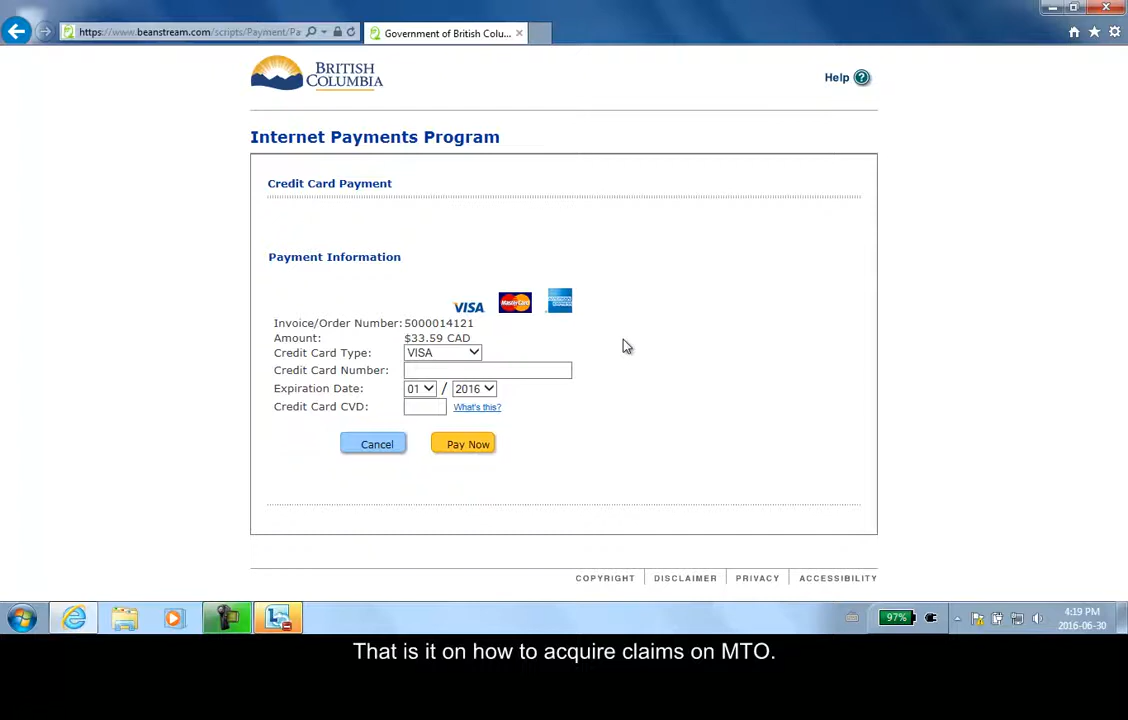 https://www.beanstream.com/scripts/Payment/Pa
Government of British Colu...
BRITISH
COLUMBIA
Help ?
Internet Payments Program
Credit Card Payment
Payment Information
VISA MasterCard
Invoice/Order Number: 5000014121
Amount: $33.59 CAD
Credit Card Type: VISA
Credit Card Number:
Expiration Date: 01 / 2016
Credit Card CVD: What's this?
Cancel Pay Now
COPYRIGHT DISCLAIMER PRIVACY ACCESSIBILITY
97% 4:19 PM
2016-06-30
That is it on how to acquire claims on MTO.